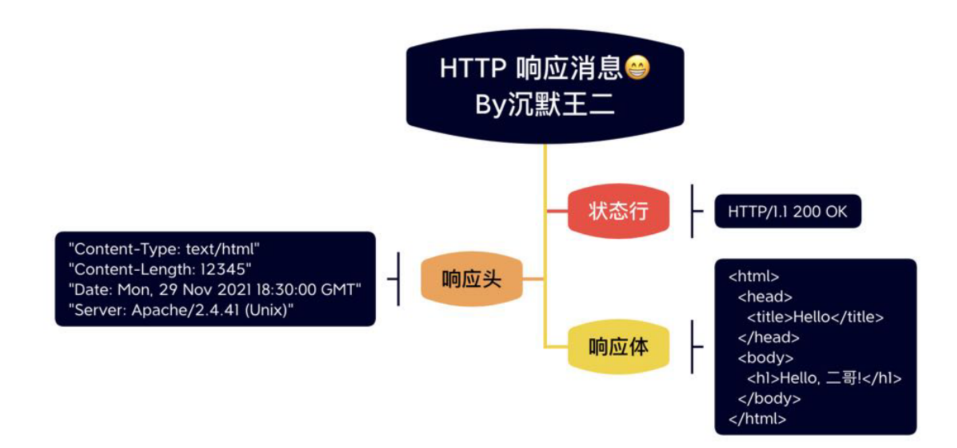 HTTP 响应消息😁
By沉默王二
状态行
HTTP/1.1 200 OK
响应头
"Content-Type: text/html"
"Content-Length: 12345"
"Date: Mon, 29 Nov 2021 18:30:00 GMT"
"Server: Apache/2.4.41 (Unix)"
响应体
<html>
<head>
<title>Hello</title>
</head>
<body>
<h1>Hello, 二哥!</h1>
</body>
</html>